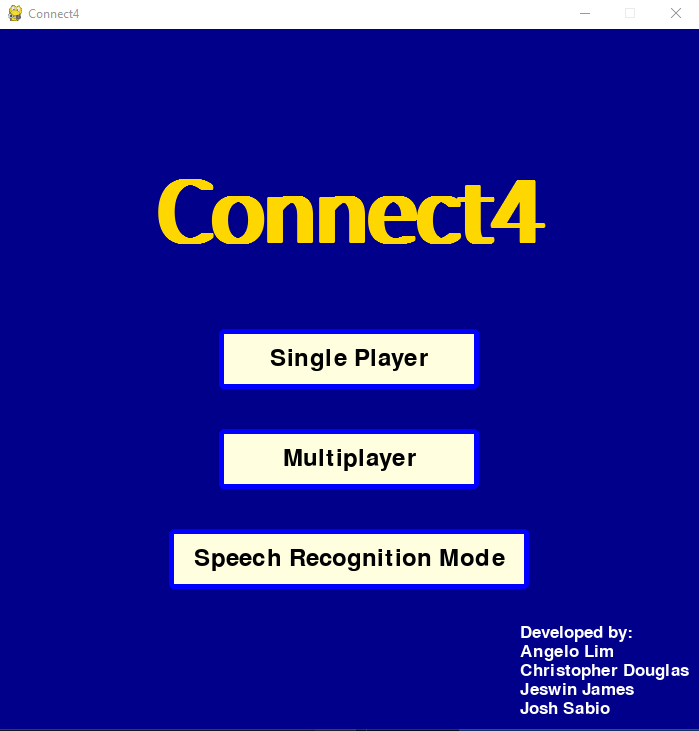 Connect4
Connect4
Single Player
Multiplayer
Speech Recognition Mode
Developed by:
Angelo Lim
Christopher Douglas
Jeswin James
Josh Sabio